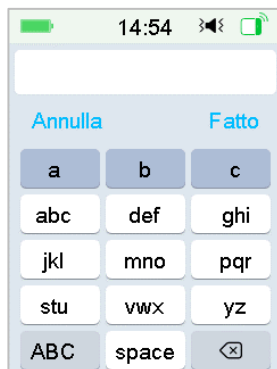 14:54
Annulla Fatto
a b c
abc def ghi
jkl mno pqr
stu vwx yz
ABC space